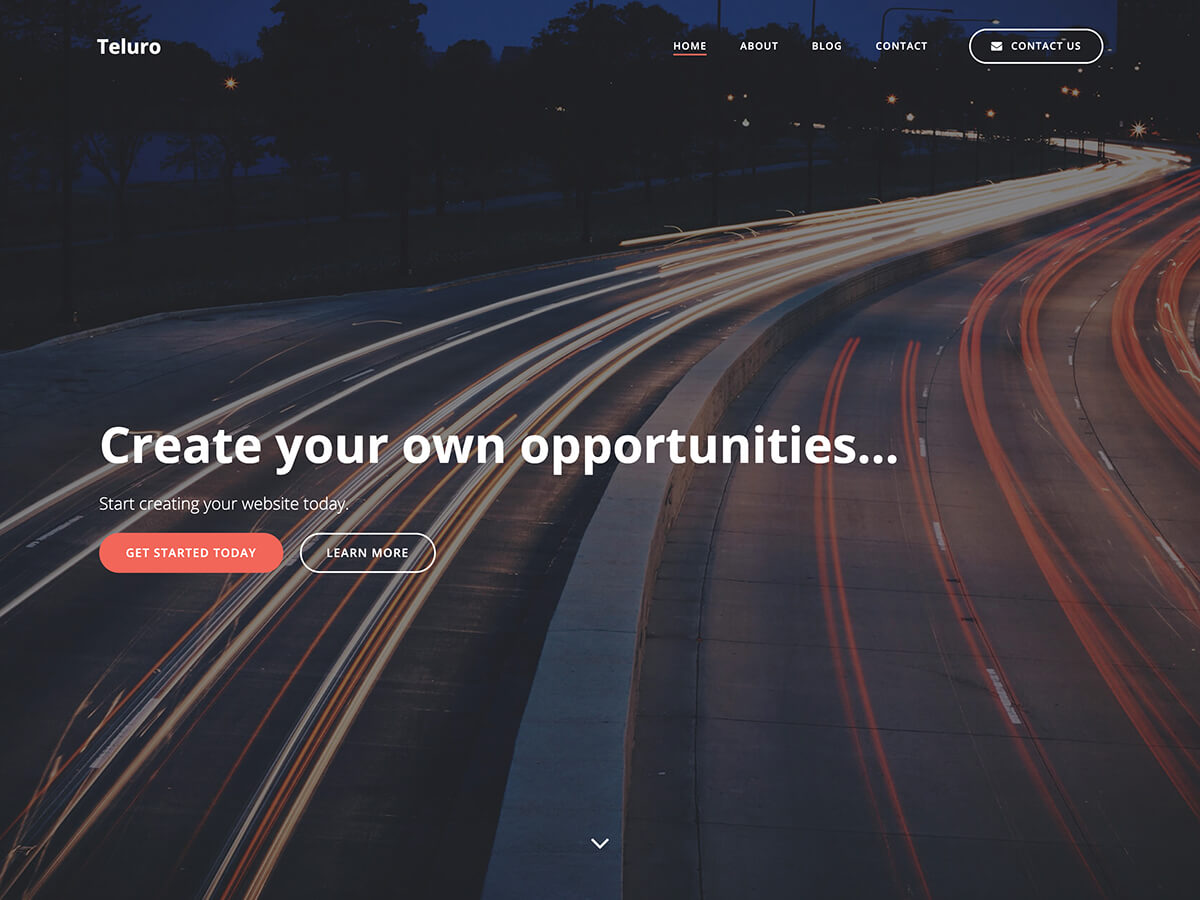 Teluro
HOME ABOUT BLOG CONTACT CONTACT US
Create your own opportunities...
Start creating your website today.
GET STARTED TODAY LEARN MORE